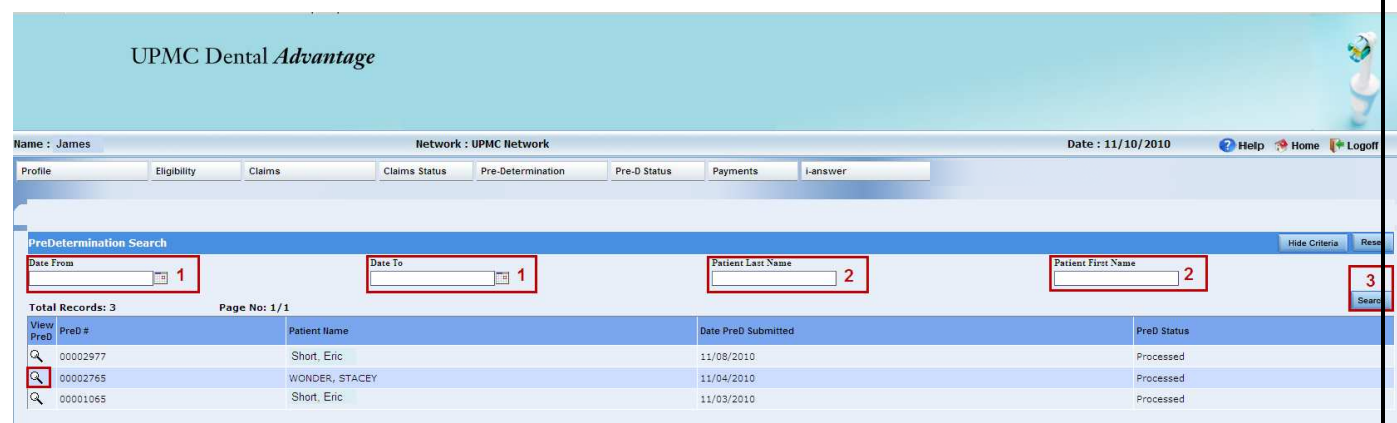 UPMC Dental Advantage
Name : James Network : UPMC Network Date : 11/10/2010 Help Home Logoff
Profile Eligibility Claims Claims Status Pre-Determination Pre-D Status Payments i-answer
PreDetermination Search Hide Criteria Rese
Date From Date To Patient Last Name Patient First Name
1 1 2 2 3
Total Records: 3 Page No: 1/1 Searc
View PreD PreD # Patient Name Date PreD Submitted PreD Status
00002977 Short, Eric 11/08/2010 Processed
00002765 WONDER, STACEY 11/04/2010 Processed
00001065 Short, Eric 11/03/2010 Processed